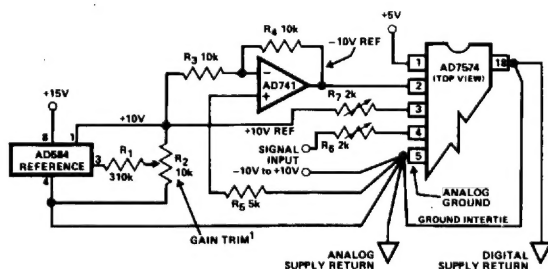 R4 10k
-10V REF
+5V
R3 10k
AD741
1
18
AD7574
(TOP VIEW)
2
+15V
+10V
R7 2k
3
+10V REF
8
1
R1
310k
R2
10k
SIGNAL
INPUT
R6 2k
4
AD584
REFERENCE
3
-10V to +10V
5
4
R5 5k
ANALOG
GROUND
GROUND INTERTIE
GAIN TRIM1
ANALOG
SUPPLY RETURN
DIGITAL
SUPPLY RETURN